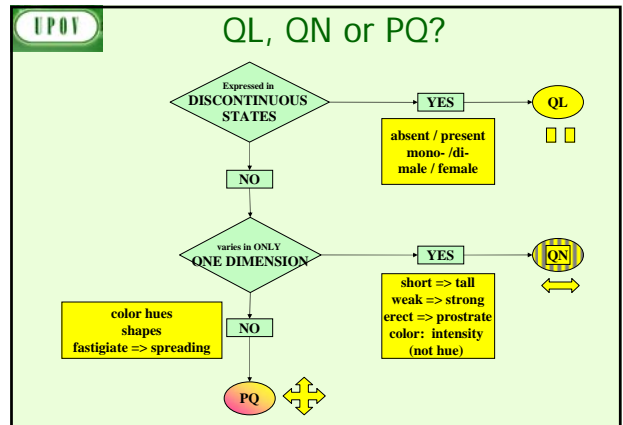 UPOV
QL, QN or PQ?
Expressed in
DISCONTINUOUS
STATES
YES
QL
absent / present
mono- /di-
male / female
NO
varies in ONLY
ONE DIMENSION
YES
QN
short => tall
weak => strong
erect => prostrate
color: intensity
(not hue)
color hues
shapes
fastigiate => spreading
NO
PQ